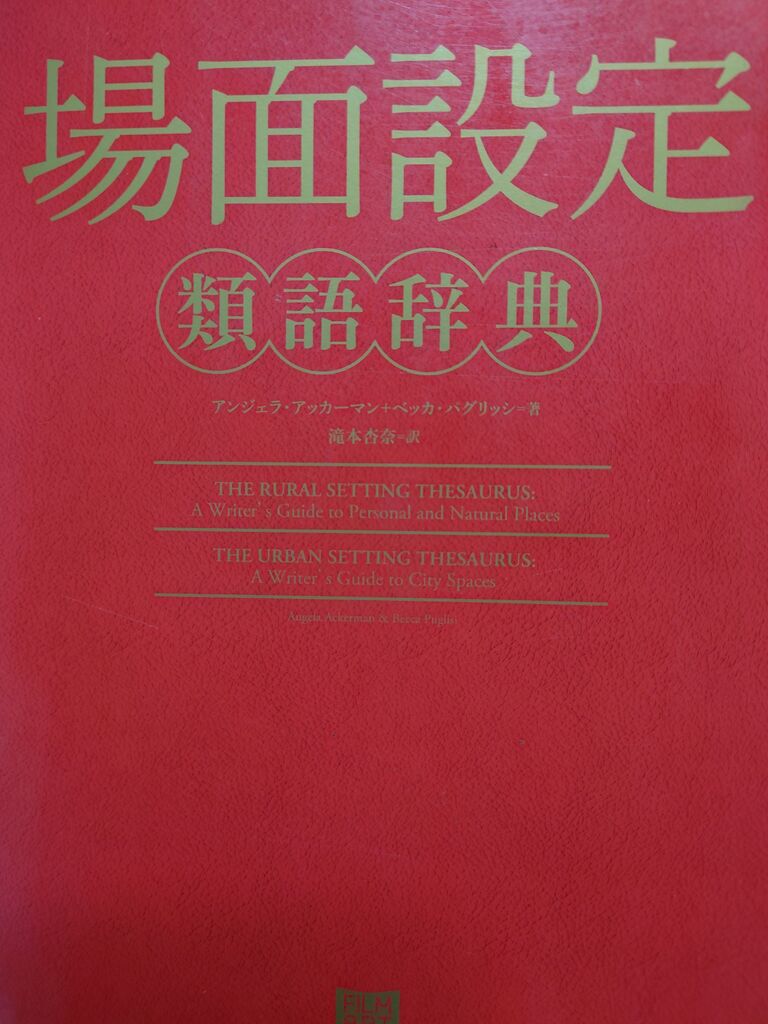 場面設定
類語辞典
アンジェラ・アッカーマン+ベッカ・パグリッシ=著
滝本杏奈=訳
THE RURAL SETTING THESAURUS:
A Writer's Guide to Personal and Natural Places
THE URBAN SETTING THESAURUS:
A Writer's Guide to City Spaces
Angela Ackerman & Becca Puglisi
FILM
ART